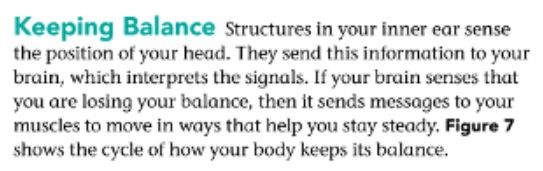 Keeping Balance Structures in your inner ear sense
the position of your head. They send this information to your
brain, which interprets the signals. If your brain senses that
you are losing your balance, then it sends messages to your
muscles to move in ways that help you stay steady. Figure 7
shows the cycle of how your body keeps its balance.